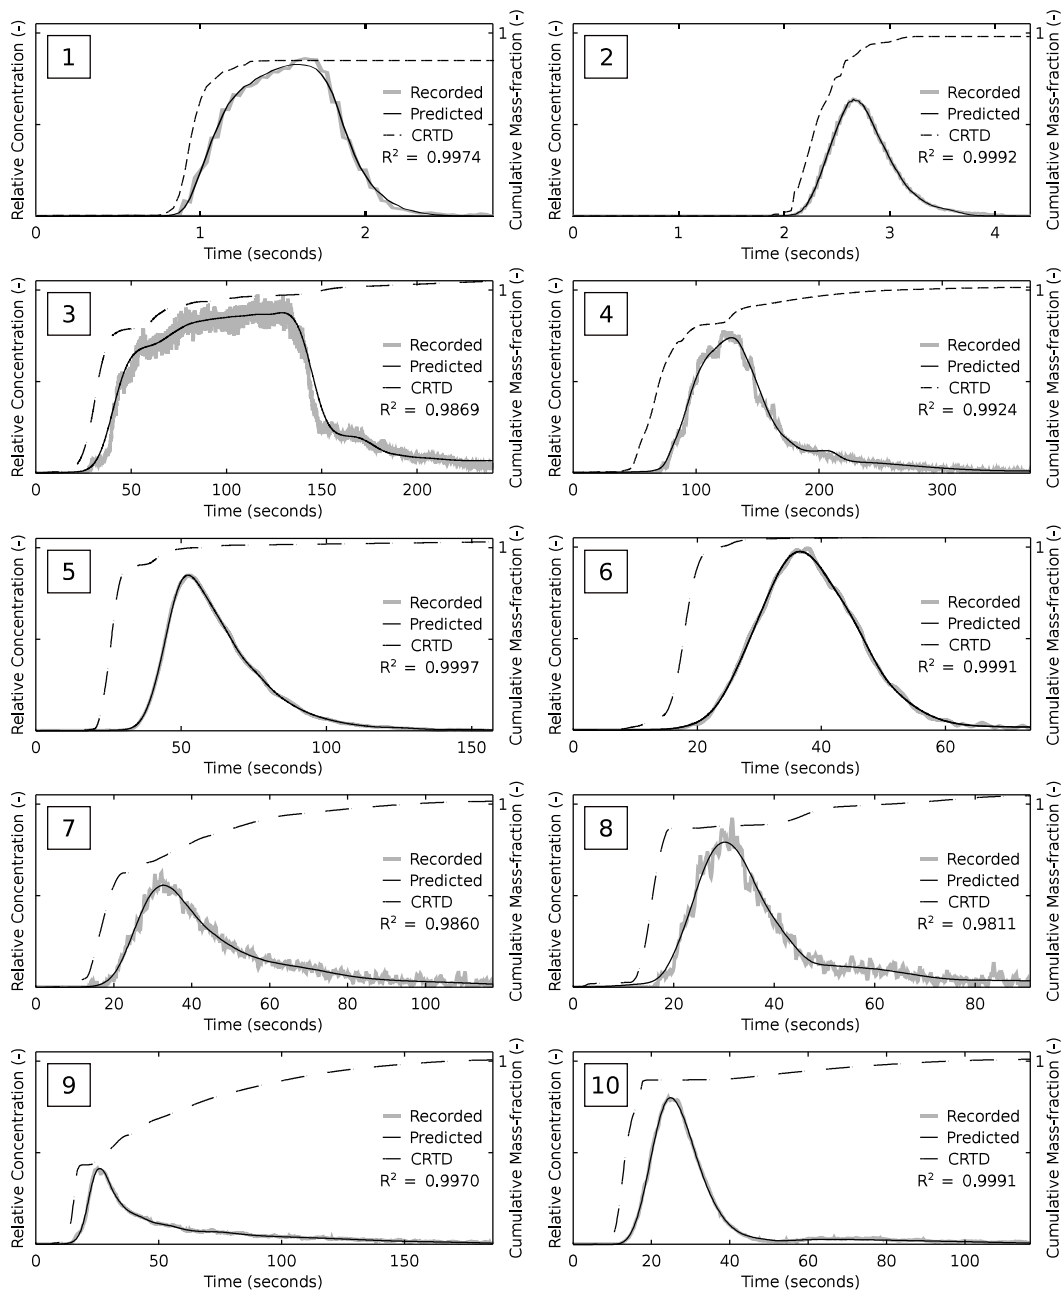 1
Relative Concentration (-)
Cumulative Mass-fraction (-)
1
Recorded
Predicted
CRTD
R² = 0.9974
0 1 2
Time (seconds)
2
Relative Concentration (-)
Cumulative Mass-fraction (-)
1
Recorded
Predicted
CRTD
R² = 0.9992
0 1 2 3 4
Time (seconds)
3
Relative Concentration (-)
Cumulative Mass-fraction (-)
1
Recorded
Predicted
CRTD
R² = 0.9869
0 50 100 150 200
Time (seconds)
4
Relative Concentration (-)
Cumulative Mass-fraction (-)
1
Recorded
Predicted
CRTD
R² = 0.9924
0 100 200 300
Time (seconds)
5
Relative Concentration (-)
Cumulative Mass-fraction (-)
1
Recorded
Predicted
CRTD
R² = 0.9997
0 50 100 150
Time (seconds)
6
Relative Concentration (-)
Cumulative Mass-fraction (-)
1
Recorded
Predicted
CRTD
R² = 0.9991
0 20 40 60
Time (seconds)
7
Relative Concentration (-)
Cumulative Mass-fraction (-)
1
Recorded
Predicted
CRTD
R² = 0.9860
0 20 40 60 80 100
Time (seconds)
8
Relative Concentration (-)
Cumulative Mass-fraction (-)
1
Recorded
Predicted
CRTD
R² = 0.9811
0 20 40 60 80
Time (seconds)
9
Relative Concentration (-)
Cumulative Mass-fraction (-)
1
Recorded
Predicted
CRTD
R² = 0.9970
0 50 100 150
Time (seconds)
10
Relative Concentration (-)
Cumulative Mass-fraction (-)
1
Recorded
Predicted
CRTD
R² = 0.9991
0 20 40 60 80 100
Time (seconds)